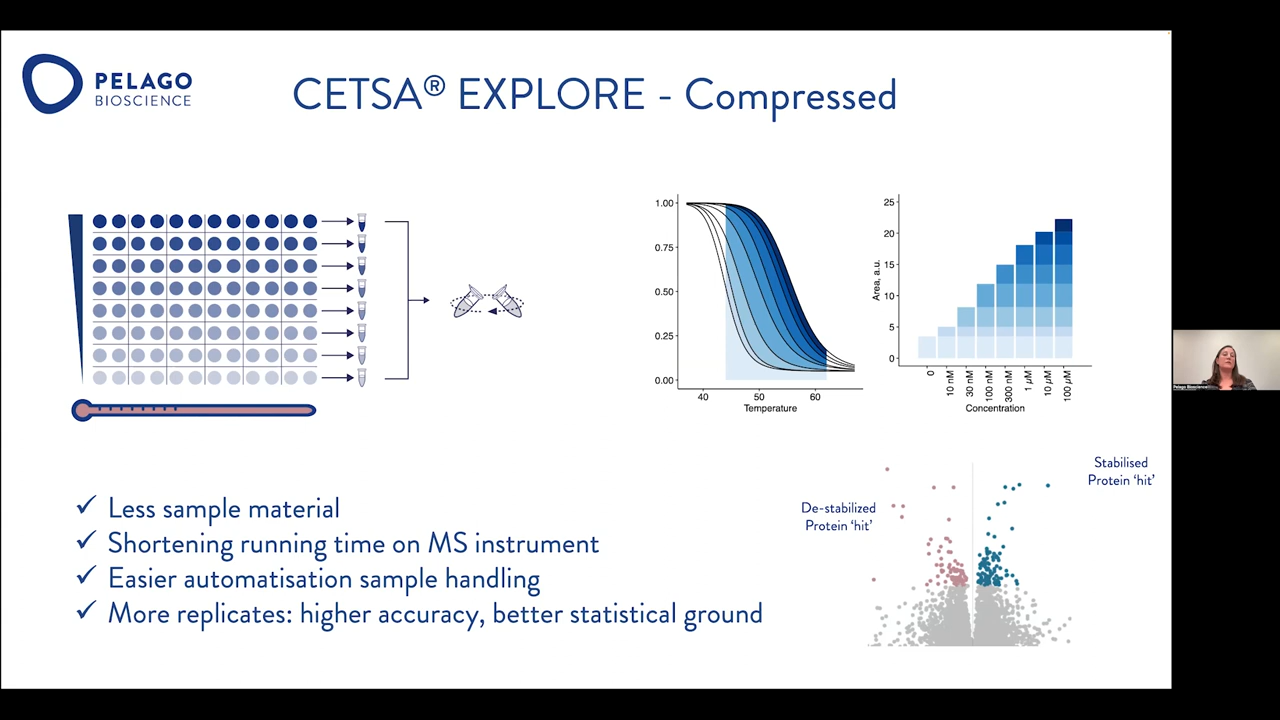 PELAGO
BIOSCIENCE
CETSA® EXPLORE - Compressed
1.00
0.75
0.50
0.25
0.00
40
50
60
Temperature
25
20
15
10
5
0
Area, a.u.
0
10 nM
30 nM
100 nM
300 nM
1 µM
10 µM
100 µM
Concentration
Less sample material
Shortening running time on MS instrument
Easier automatisation sample handling
More replicates: higher accuracy, better statistical ground
De-stabilized
Protein ‘hit’
Stabilised
Protein ‘hit’
Pelago Bioscience